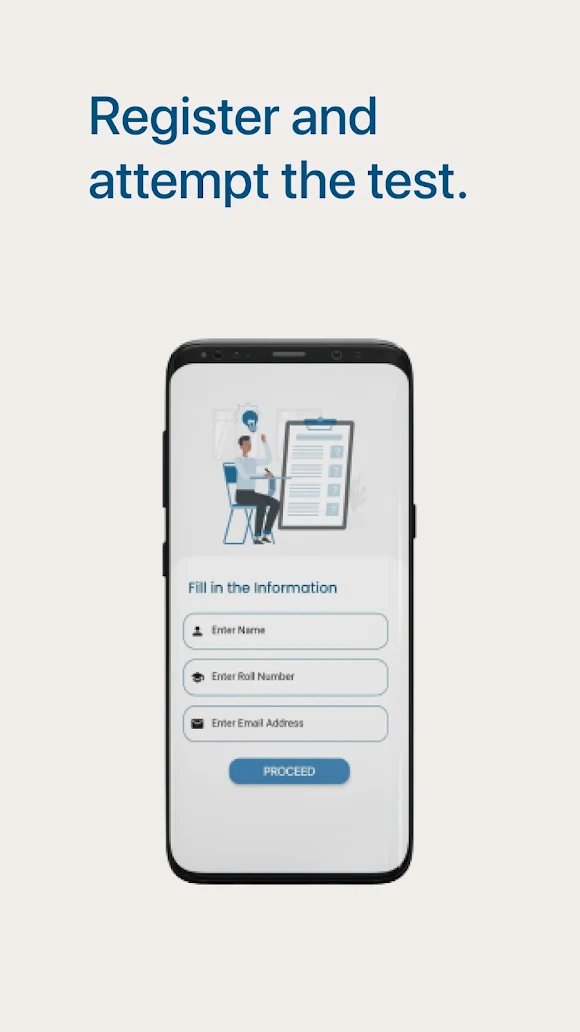 Register and
attempt the test.
Fill in the Information
Enter Name
Enter Roll Number
Enter Email Address
PROCEED